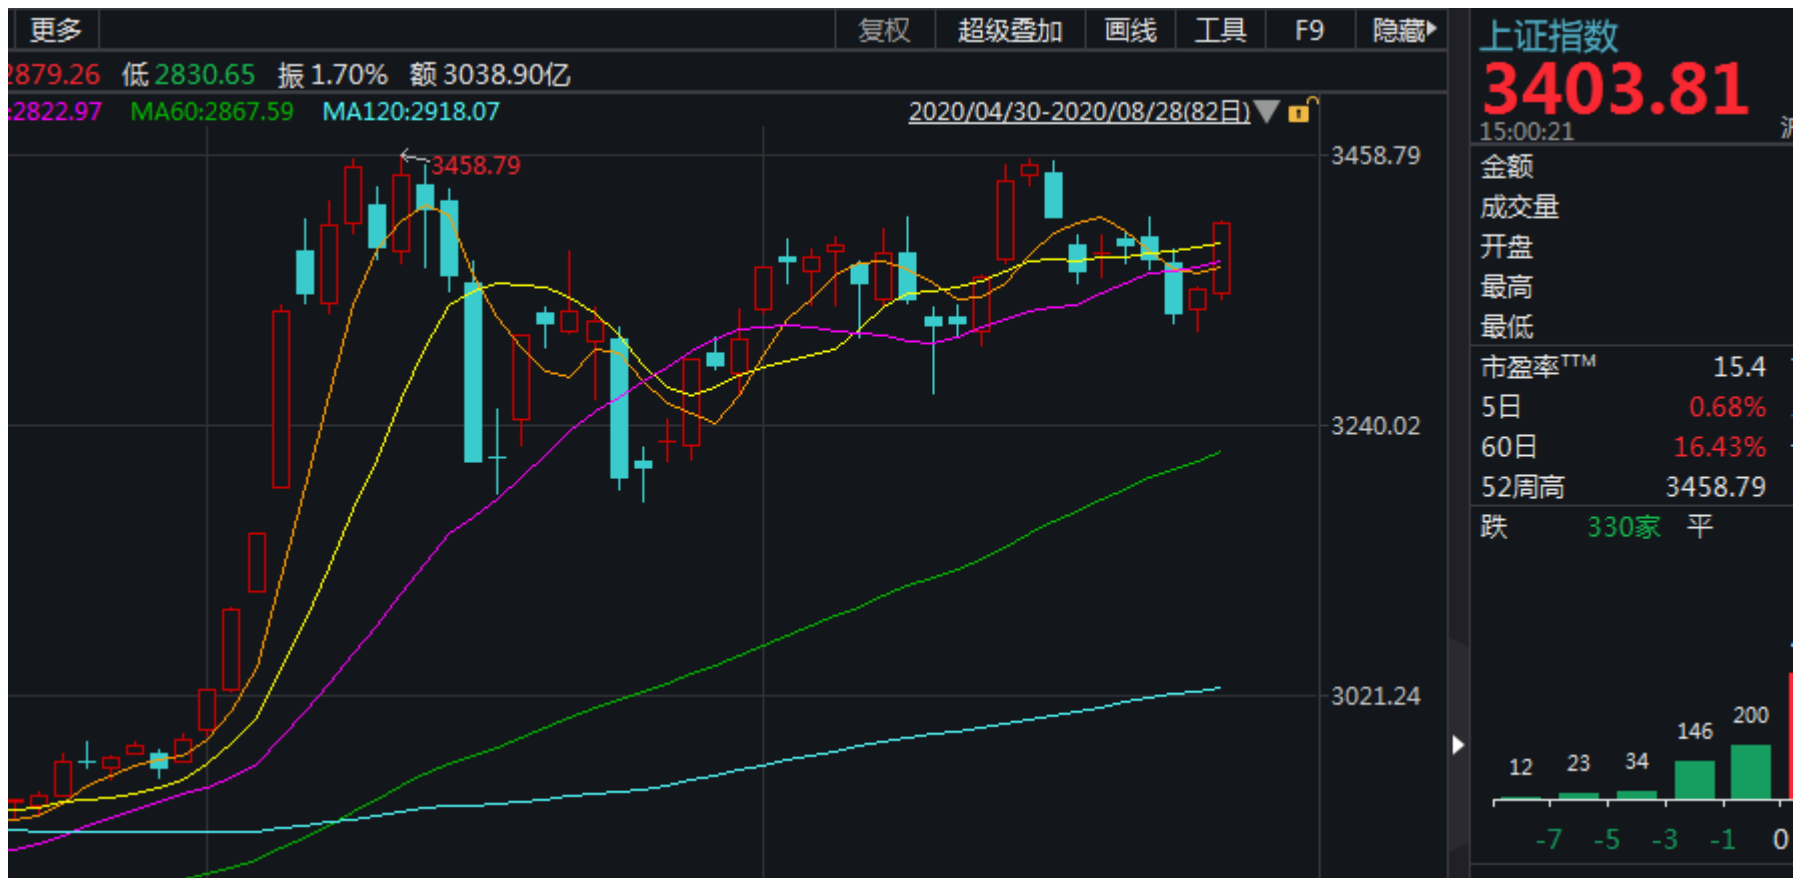 更多 复权 超级叠加 画线 工具 F9 隐藏
2879.26 低 2830.65 振 1.70% 额 3038.90亿
:2822.97 MA60:2867.59 MA120:2918.07 2020/04/30-2020/08/28(82日)
3458.79
3458.79
3240.02
3021.24
上证指数
3403.81
15:00:21
金额
成交量
开盘
最高
最低
市盈率TTM 15.4
5日 0.68%
60日 16.43%
52周高 3458.79
跌 330家 平
12 23 34 146 200
-7 -5 -3 -1 0